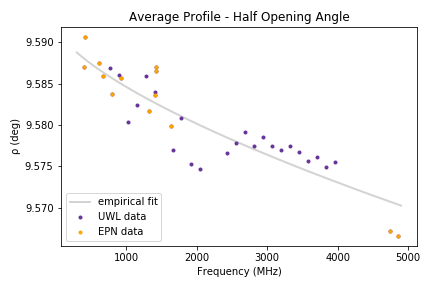 Average Profile - Half Opening Angle
9.590
9.585
9.580
9.575
9.570
ρ (deg)
empirical fit
UWL data
EPN data
1000
2000
3000
4000
5000
Frequency (MHz)